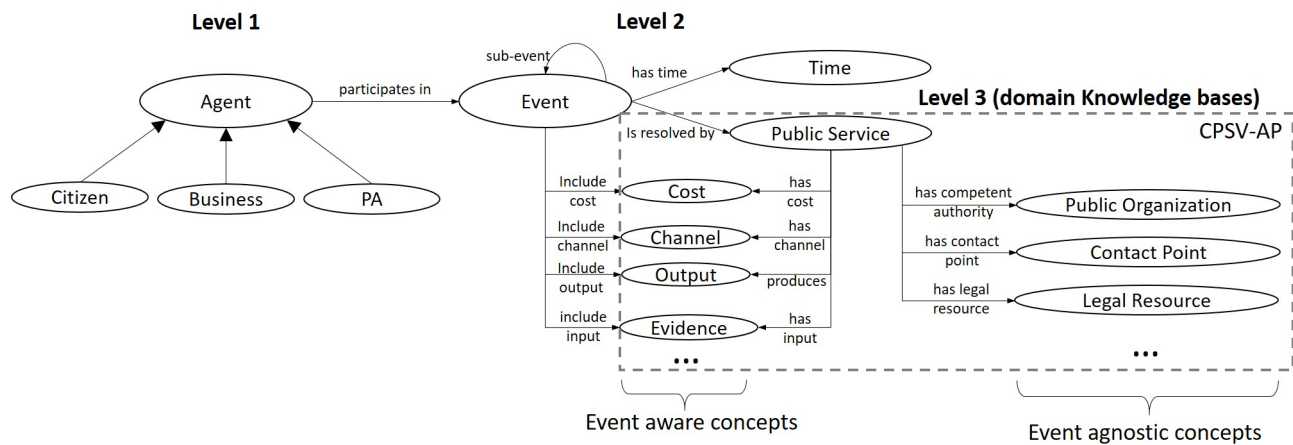 Level 1
Level 2
sub-event
has time
Time
Agent
participates in
Event
Level 3 (domain Knowledge bases)
Is resolved by
Public Service
CPSV-AP
Citizen
Business
PA
Include
cost
Cost
has
cost
has competent
authority
Public Organization
Include
channel
Channel
has
channel
has contact
point
Contact Point
Include
output
Output
produces
has legal
resource
Legal Resource
include
input
Evidence
has
input
...
...
Event aware concepts
Event agnostic concepts